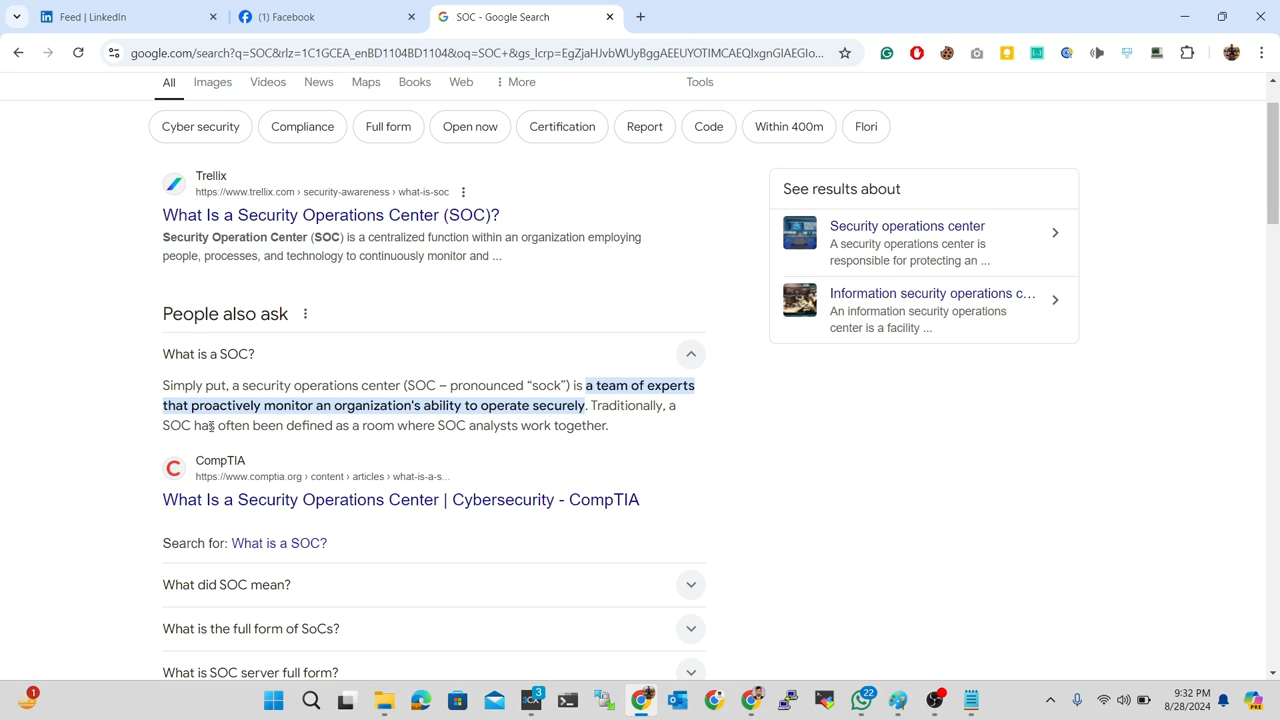 Feed | LinkedIn
(1) Facebook
SOC - Google Search
google.com/search?q=SOC&rlz=1C1GCEA_enBD1104BD1104&oq=SOC+&gs_lcrp=EgZjaHJvbWUyBggAEEUYOTIMCAEQIxgnGIAEGIo...
All
Images
Videos
News
Maps
Books
Web
More
Tools
Cyber security
Compliance
Full form
Open now
Certification
Report
Code
Within 400m
Flori
Trellix
https://www.trellix.com › security-awareness › what-is-soc
What Is a Security Operations Center (SOC)?
Security Operation Center (SOC) is a centralized function within an organization employing
people, processes, and technology to continuously monitor and ...
See results about
Security operations center
A security operations center is
responsible for protecting an ...
Information security operations c...
An information security operations
center is a facility ...
People also ask
What is a SOC?
Simply put, a security operations center (SOC – pronounced “sock”) is a team of experts
that proactively monitor an organization's ability to operate securely. Traditionally, a
SOC has often been defined as a room where SOC analysts work together.
CompTIA
https://www.comptia.org › content › articles › what-is-a-s...
What Is a Security Operations Center | Cybersecurity - CompTIA
Search for: What is a SOC?
What did SOC mean?
What is the full form of SoCs?
What is SOC server full form?
1
3
22
PRE
9:32 PM
8/28/2024